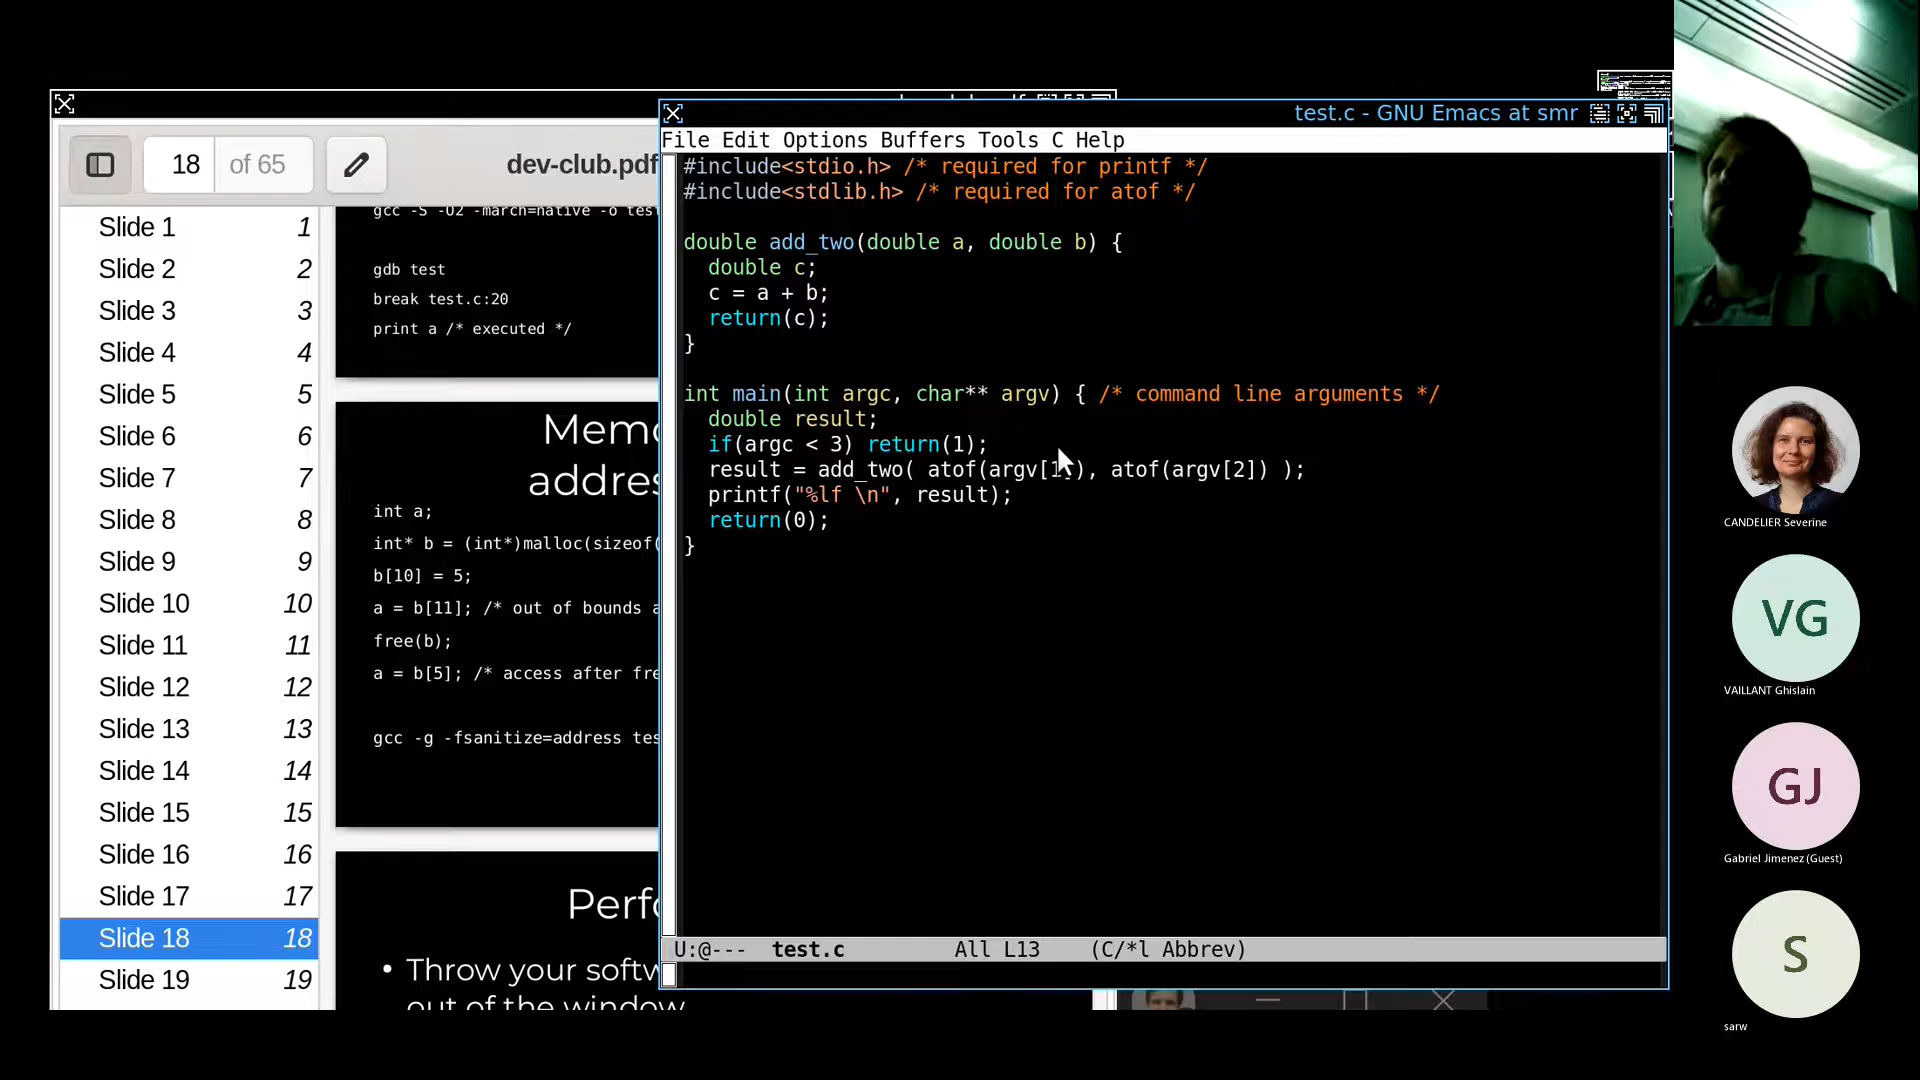 18 of 65
dev-club.pdf
Slide 1 1
Slide 2 2
Slide 3 3
Slide 4 4
Slide 5 5
Slide 6 6
Slide 7 7
Slide 8 8
Slide 9 9
Slide 10 10
Slide 11 11
Slide 12 12
Slide 13 13
Slide 14 14
Slide 15 15
Slide 16 16
Slide 17 17
Slide 18 18
Slide 19 19
gcc -S -O2 -march=native -o
gdb test
break test.c:20
print a /* executed */
int a;
int* b = (int*)malloc(sizeof(
b[10] = 5;
a = b[11]; /* out of bounds
free(b);
a = b[5]; /* access after
gcc -g -fsanitize=address
Throw your
out of the window
test.c - GNU Emacs at smr
File Edit Options Buffers Tools C Help
#include<stdio.h> /* required for printf */
#include<stdlib.h> /* required for atof */
double add_two(double a, double b) {
double c;
c = a + b;
return(c);
}
int main(int argc, char** argv) { /* command line arguments */
double result;
if(argc < 3) return(1);
result = add_two( atof(argv[1]), atof(argv[2]) );
printf("%lf \n", result);
return(0);
}
U:@--- test.c All L13 (C/*l Abbrev)
CANDELIER Severine
VG
VAILLANT Ghislain
GJ
Gabriel Jimenez (Guest)
S
sarw